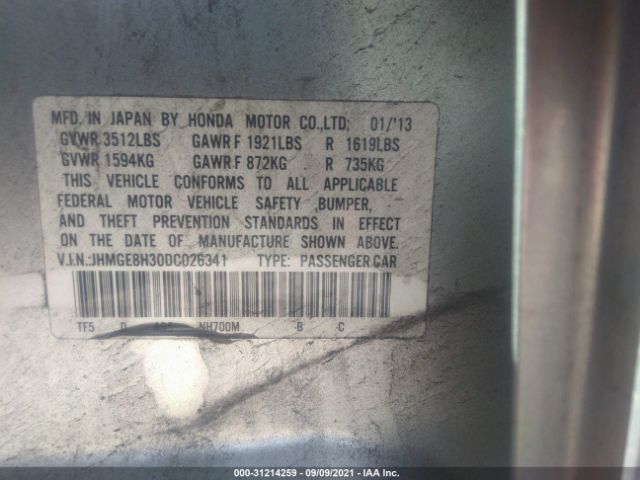 MFD. IN JAPAN BY HONDA MOTOR CO.,LTD. 01/'13
GVWR 3512LBS GAWR F 1921LBS R 1619LBS
GVWR 1594KG GAWR F 872KG R 735KG
THIS VEHICLE CONFORMS TO ALL APPLICABLE
FEDERAL MOTOR VEHICLE SAFETY, BUMPER,
AND THEFT PREVENTION STANDARDS IN EFFECT
ON THE DATE OF MANUFACTURE SHOWN ABOVE.
V.I.N.:JHMGE8H30DC026341 TYPE: PASSENGER CAR
TF5 NH700M B C
000-31214259 - 09/09/2021 - IAA Inc.